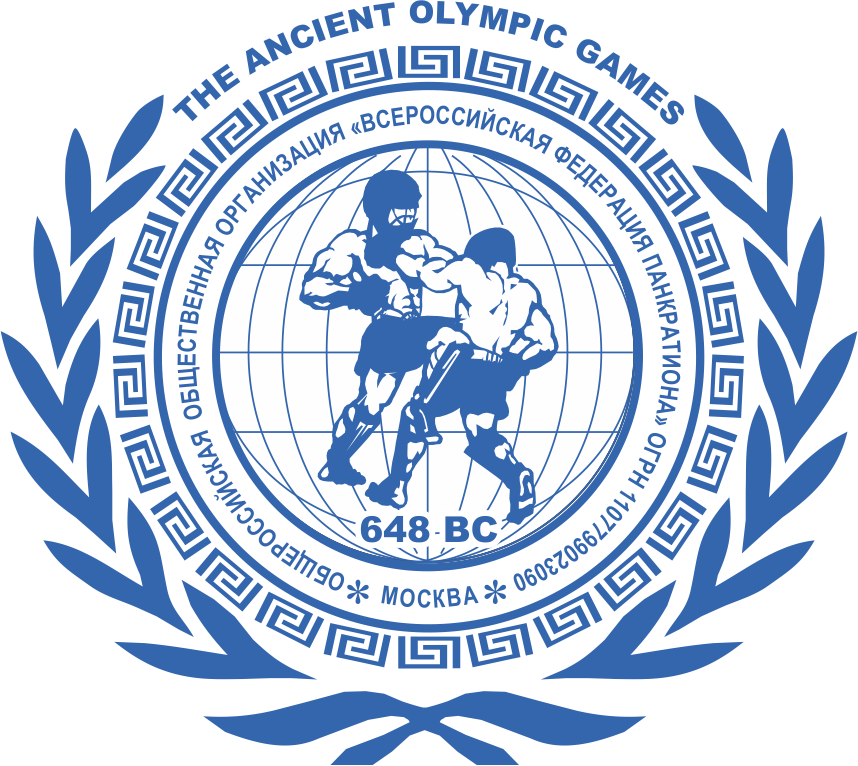 THE ANCIENT OLYMPIC GAMES
ОБЩЕРОССИЙСКАЯ ОБЩЕСТВЕННАЯ ОРГАНИЗАЦИЯ «ВСЕРОССИЙСКАЯ ФЕДЕРАЦИЯ ПАНКРАТИОНА» ОГРН 1107799023090
648-BC
* МОСКВА *